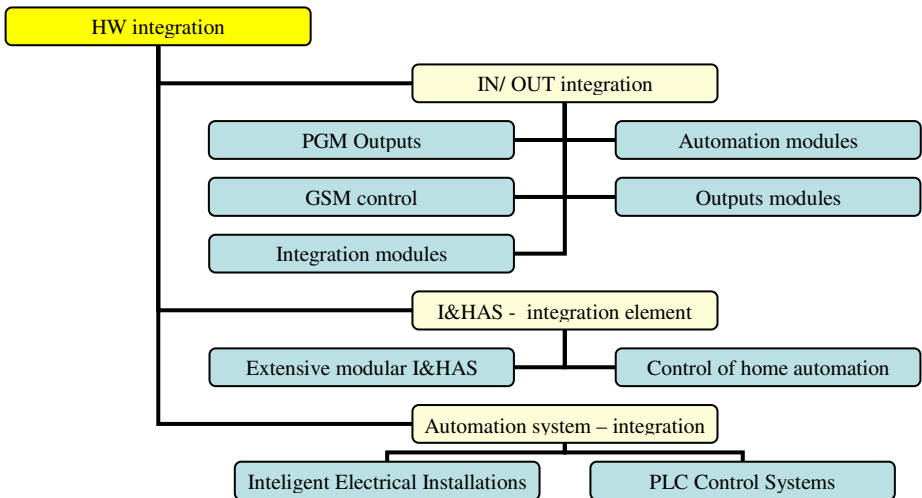 HW integration
IN/ OUT integration
PGM Outputs
Automation modules
GSM control
Outputs modules
Integration modules
I&HAS - integration element
Extensive modular I&HAS
Control of home automation
Automation system – integration
Inteligent Electrical Installations
PLC Control Systems